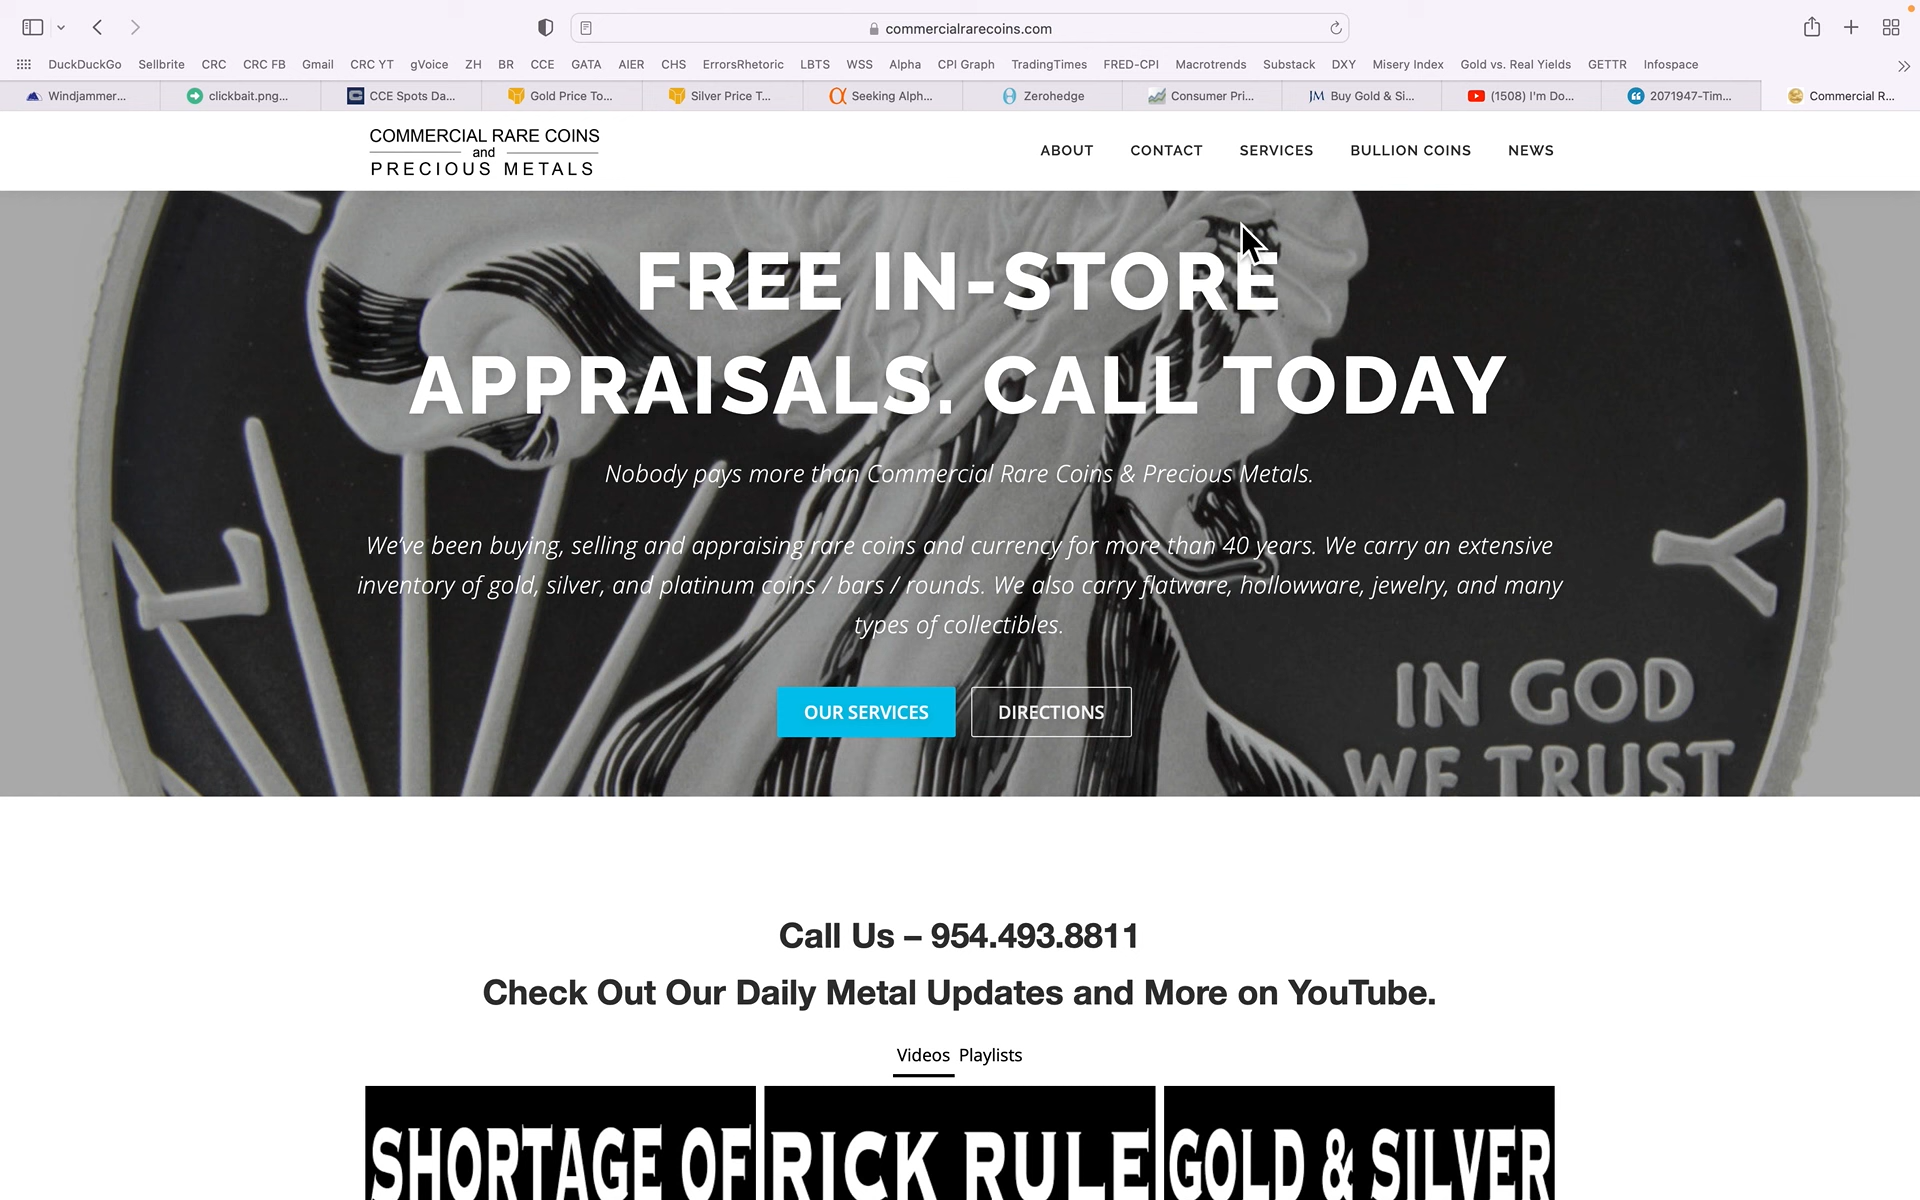 commercialrarecoins.com
DuckDuckGo Sellbrite CRC CRC FB Gmail CRC YT gVoice ZH BR CCE GATA AIER CHS ErrorsRhetoric LBTS WSS Alpha CPI Graph TradingTimes FRED-CPI Macrotrends Substack DXY Misery Index Gold vs. Real Yields GETTR Infospace
Windjammer... clickbait.png... CCE Spots Da... Gold Price To... Silver Price T... Seeking Alph... Zerohedge Consumer Pri... JM Buy Gold & Si... (1508) I'm Do... 2071947-Tim... Commercial R...
COMMERCIAL RARE COINS
and
PRECIOUS METALS
ABOUT CONTACT SERVICES BULLION COINS NEWS
FREE IN-STORE
APPRAISALS. CALL TODAY
Nobody pays more than Commercial Rare Coins & Precious Metals.
We've been buying, selling and appraising rare coins and currency for more than 40 years. We carry an extensive
inventory of gold, silver, and platinum coins / bars / rounds. We also carry flatware, hollowware, jewelry, and many
types of collectibles.
L
Y
IN GOD
WE TRUST
OUR SERVICES DIRECTIONS
Call Us – 954.493.8811
Check Out Our Daily Metal Updates and More on YouTube.
Videos Playlists
SHORTAGE OF RICK RULE GOLD & SILVER